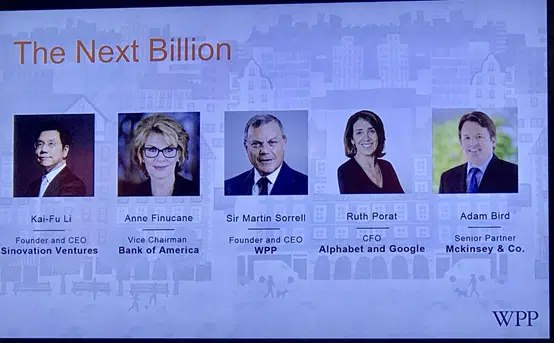 The Next Billion
Kai-Fu Li
Founder and CEO
Sinovation Ventures
Anne Finucane
Vice Chairman
Bank of America
Sir Martin Sorrell
Founder and CEO
WPP
Ruth Porat
CFO
Alphabet and Google
Adam Bird
Senior Partner
Mckinsey & Co.
WPP